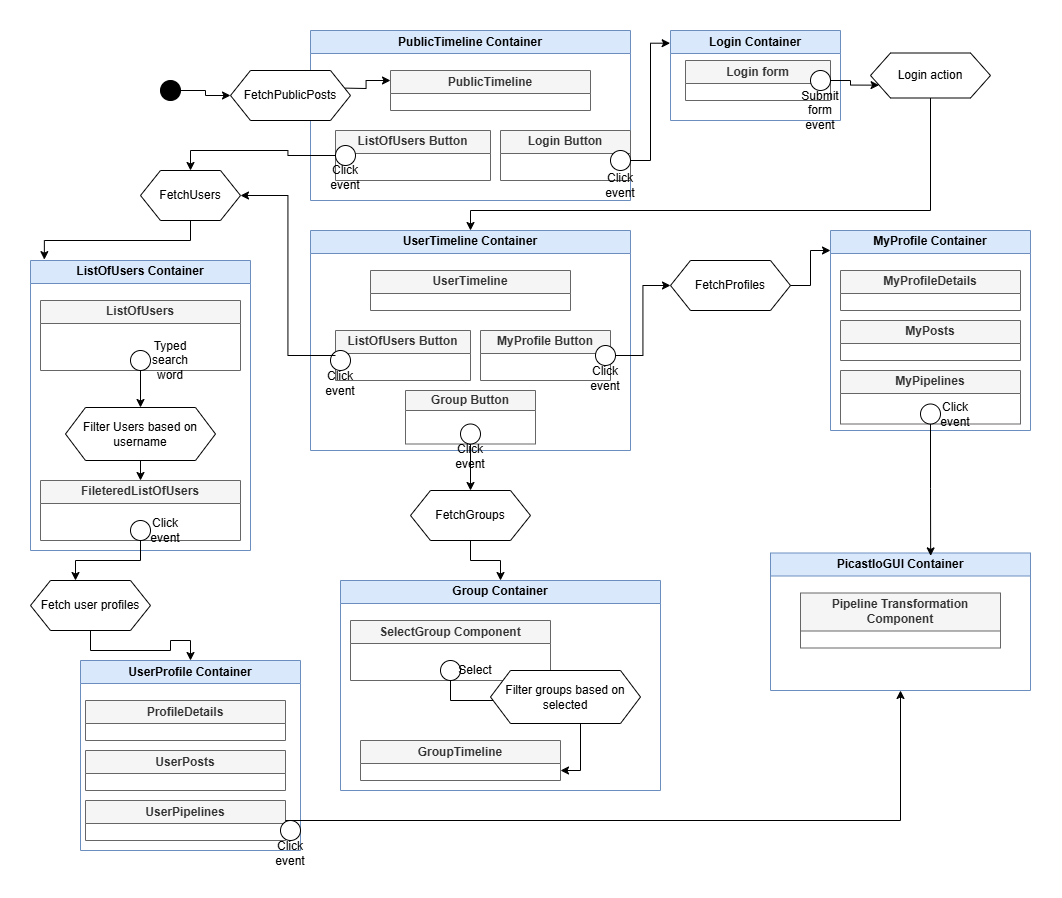 PublicTimeline Container
Login Container
FetchPublicPosts
PublicTimeline
Login form
Login action
Submit
form
event
ListOfUsers Button
Login Button
Click
event
Click
event
FetchUsers
UserTimeline Container
MyProfile Container
ListOfUsers Container
UserTimeline
FetchProfiles
MyProfileDetails
ListOfUsers
MyPosts
ListOfUsers Button
MyProfile Button
Typed
search
word
Click
event
Click
event
MyPipelines
Group Button
Click
event
Filter Users based on
username
Click
event
FileteredListOfUsers
FetchGroups
Click
event
PicastloGUI Container
Group Container
Fetch user profiles
Pipeline Transformation
Component
SelectGroup Component
UserProfile Container
Select
Filter groups based on
selected
ProfileDetails
GroupTimeline
UserPosts
UserPipelines
Click
event